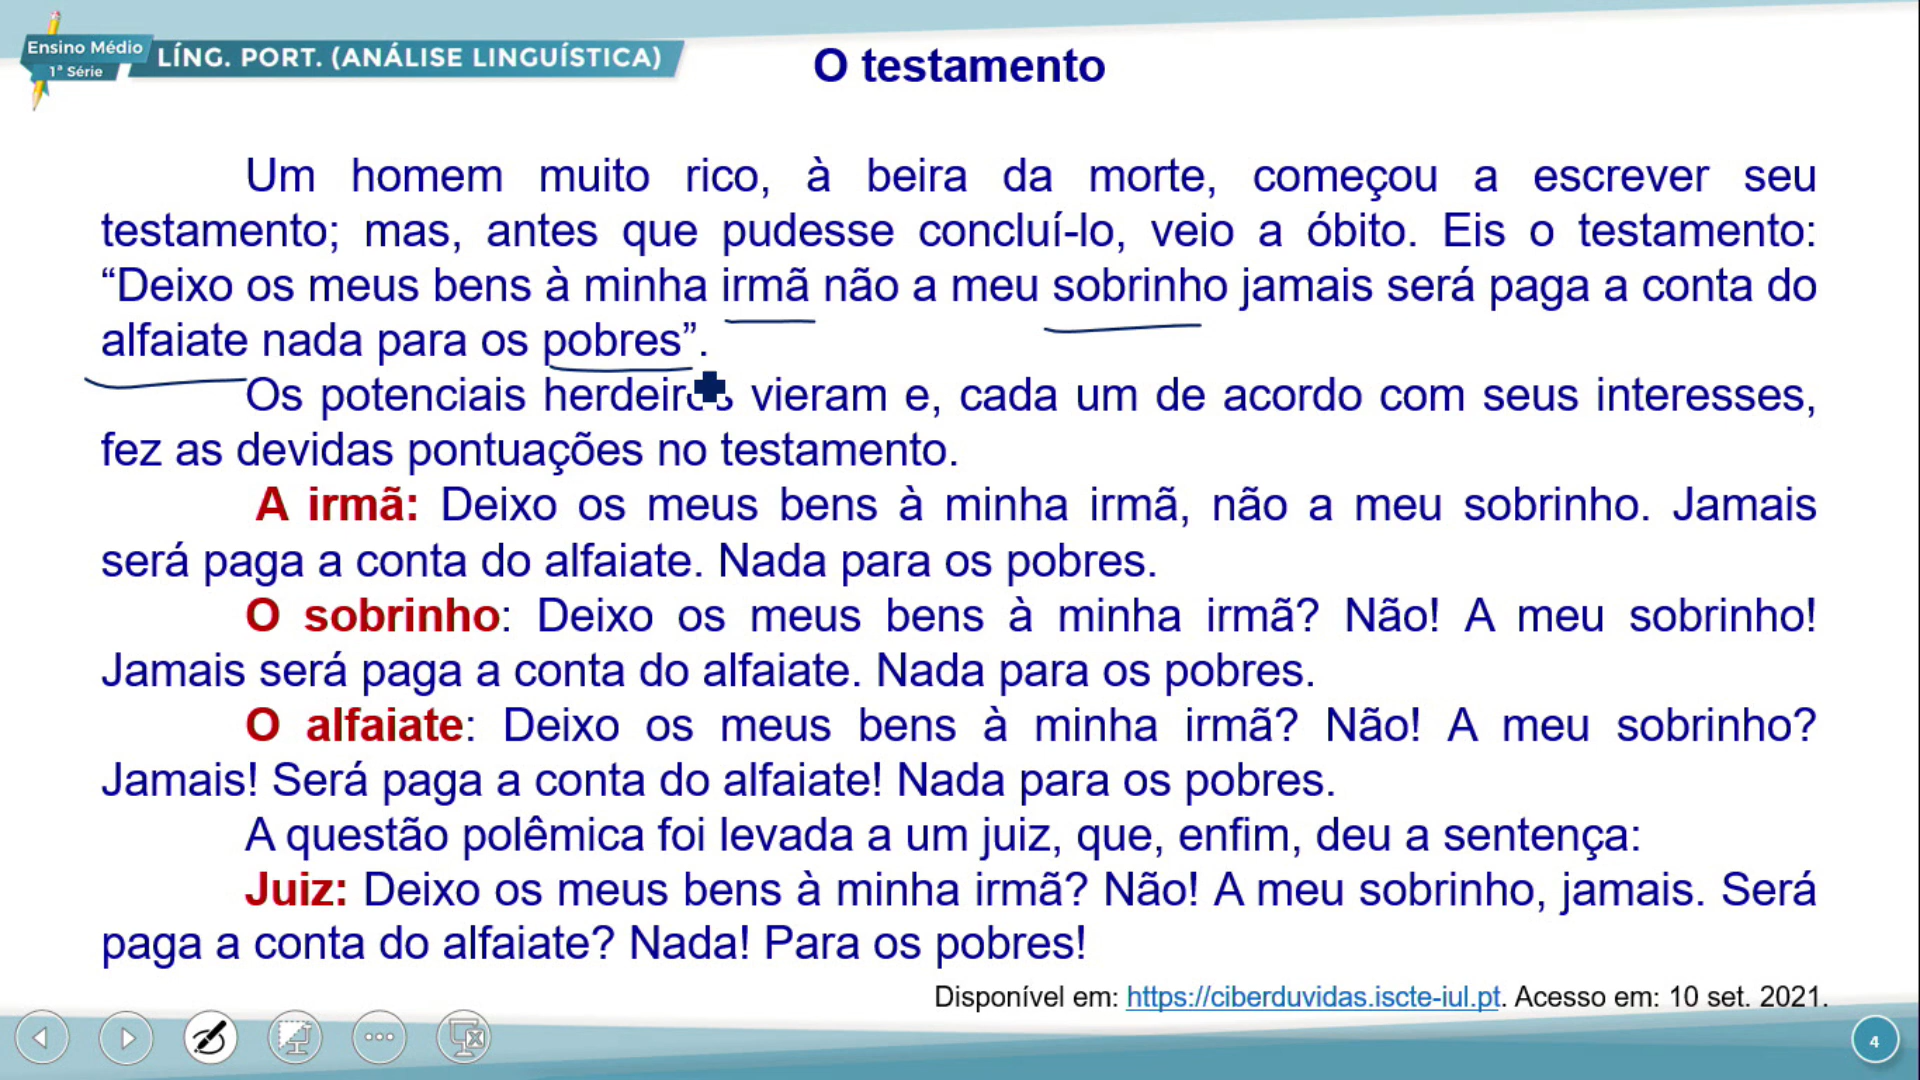 Ensino Médio
1ª Série
LÍNG. PORT. (ANÁLISE LINGUÍSTICA)
O testamento
Um homem muito rico, à beira da morte, começou a escrever seu
testamento; mas, antes que pudesse concluí-lo, veio a óbito. Eis o testamento:
“Deixo os meus bens à minha irmã não a meu sobrinho jamais será paga a conta do
alfaiate nada para os pobres”.
Os potenciais herdeiros vieram e, cada um de acordo com seus interesses,
fez as devidas pontuações no testamento.
A irmã: Deixo os meus bens à minha irmã, não a meu sobrinho. Jamais
será paga a conta do alfaiate. Nada para os pobres.
O sobrinho: Deixo os meus bens à minha irmã? Não! A meu sobrinho!
Jamais será paga a conta do alfaiate. Nada para os pobres.
O alfaiate: Deixo os meus bens à minha irmã? Não! A meu sobrinho?
Jamais! Será paga a conta do alfaiate! Nada para os pobres.
A questão polêmica foi levada a um juiz, que, enfim, deu a sentença:
Juiz: Deixo os meus bens à minha irmã? Não! A meu sobrinho, jamais. Será
paga a conta do alfaiate? Nada! Para os pobres!
Disponível em: https://ciberduvidas.iscte-iul.pt. Acesso em: 10 set. 2021.
4